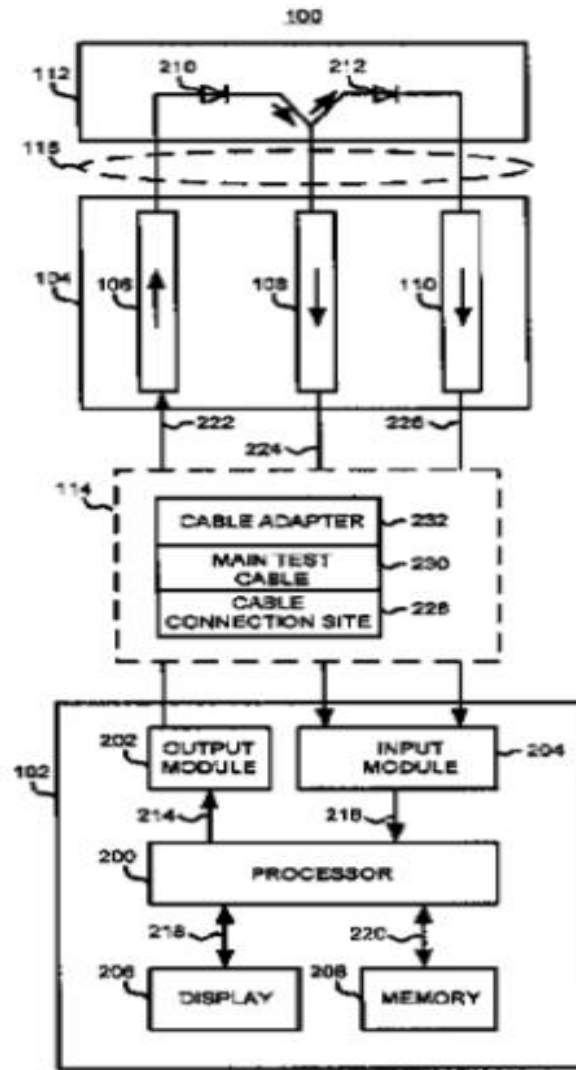 100
112
210
212
116
104
106
108
110
222
224
226
114
CABLE ADAPTER
232
MAIN TEST
CABLE
230
CABLE
CONNECTION SITE
228
102
202
OUTPUT
MODULE
INPUT
MODULE
204
214
216
200
PROCESSOR
218
220
206
DISPLAY
208
MEMORY